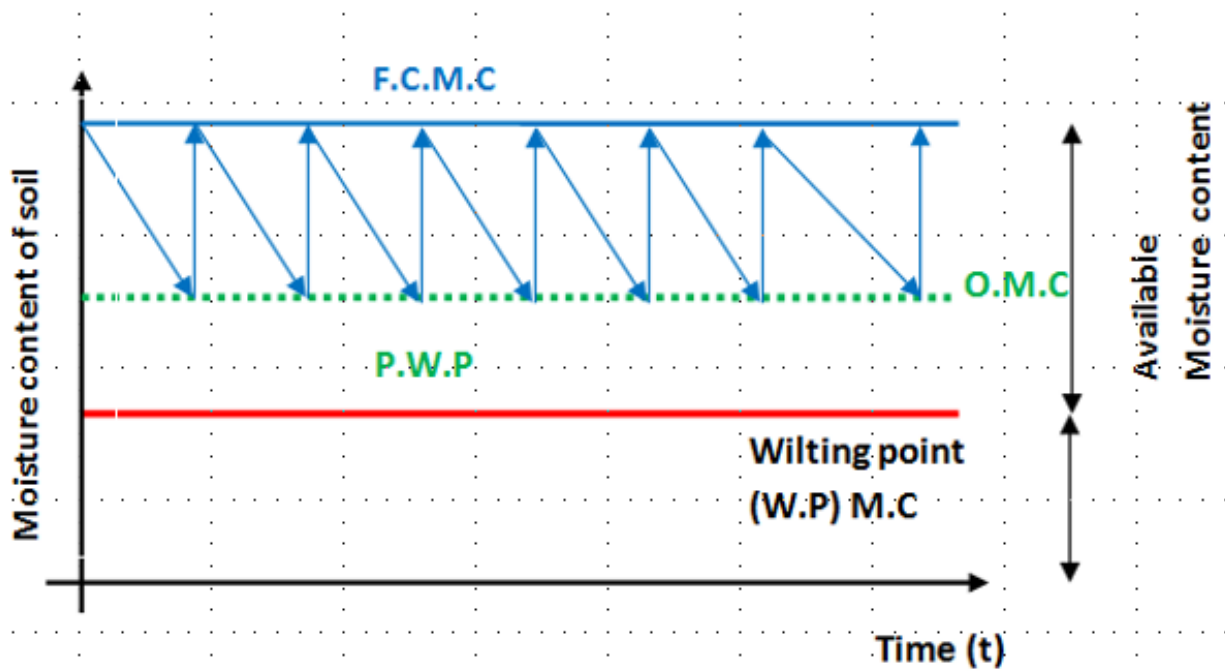 F.C.M.C
Moisture content of soil
O.M.C
Available
Moisture content
P.W.P
Wilting point
(W.P) M.C
Time (t)